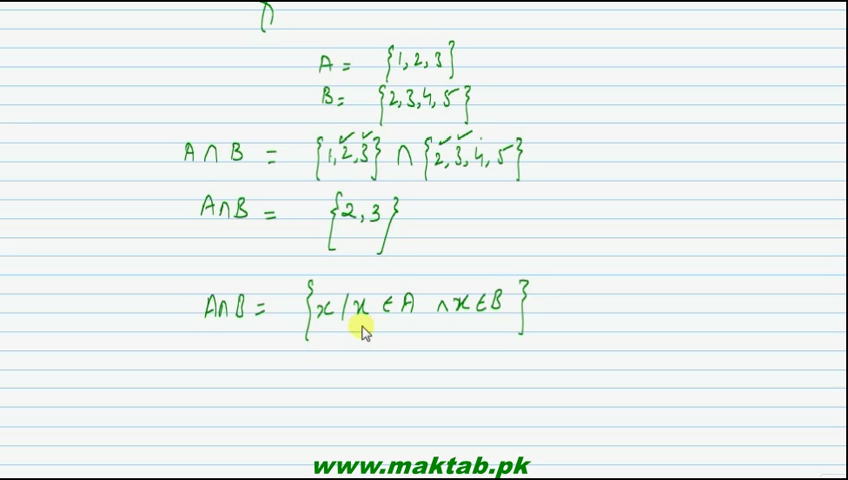 ∩
A = {1, 2, 3}
B = {2, 3, 4, 5}
A ∩ B = {1, 2, 3} ∩ {2, 3, 4, 5}
A ∩ B = {2, 3}
A ∩ B = {x / x ∈ A ∧ x ∈ B}
www.maktab.pk